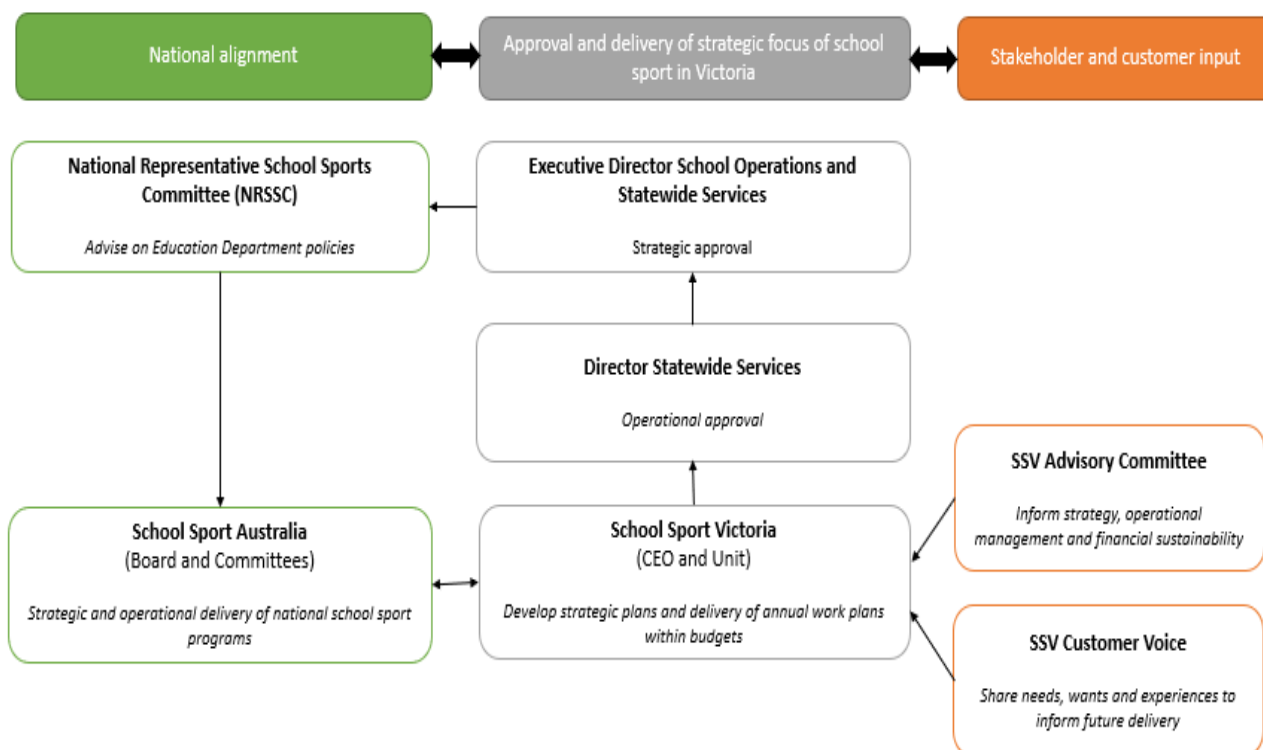 National alignment
Approval and delivery of strategic focus of school
sport in Victoria
Stakeholder and customer input
National Representative School Sports
Committee (NRSSC)
Advise on Education Department policies
Executive Director School Operations and
Statewide Services
Strategic approval
Director Statewide Services
Operational approval
School Sport Australia
(Board and Committees)
Strategic and operational delivery of national school sport
programs
School Sport Victoria
(CEO and Unit)
Develop strategic plans and delivery of annual work plans
within budgets
SSV Advisory Committee
Inform strategy, operational
management and financial sustainability
SSV Customer Voice
Share needs, wants and experiences to
inform future delivery